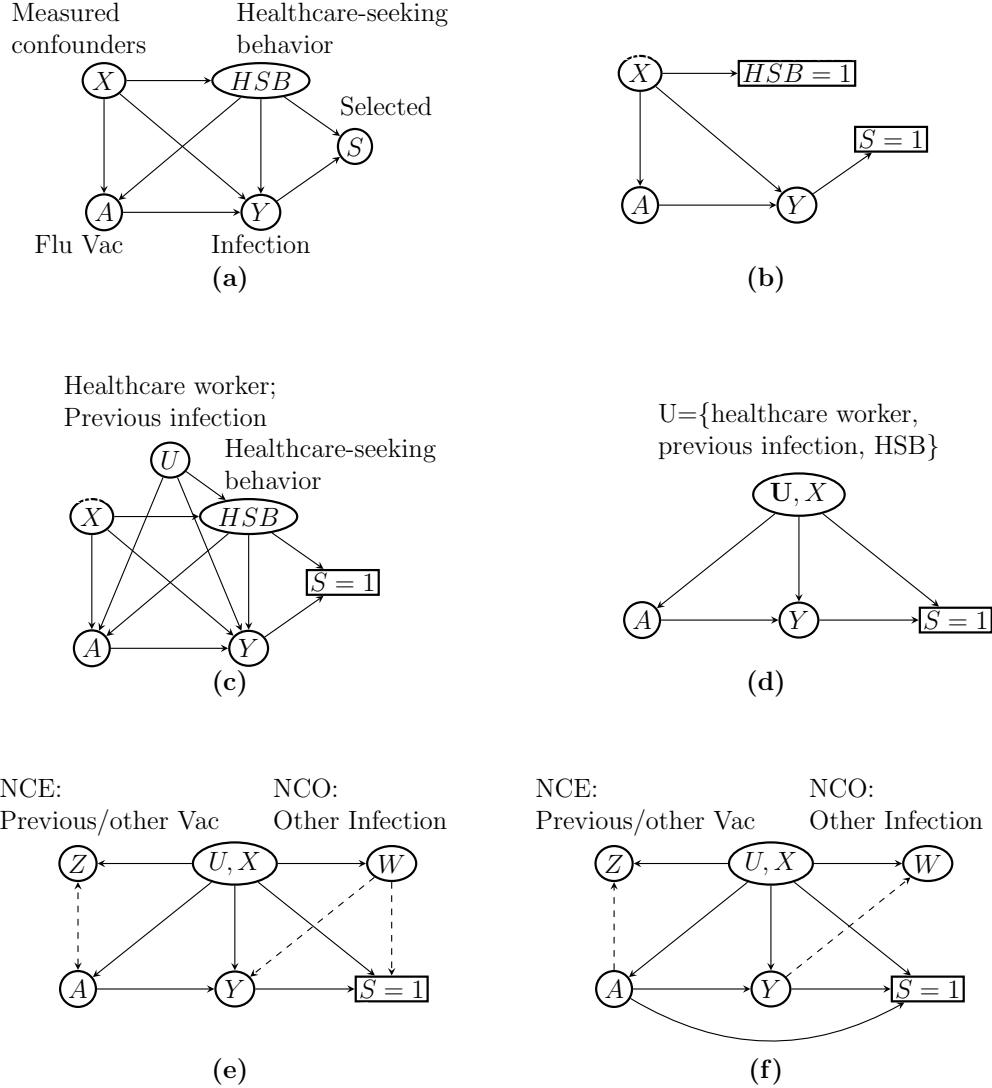 Measured
confounders
Healthcare-seeking
behavior
X
HSB
Selected
S
A
Y
Flu Vac
Infection
(a)
X
HSB = 1
S = 1
A
Y
(b)
Healthcare worker;
Previous infection
U
Healthcare-seeking
behavior
X
HSB
S = 1
A
Y
(c)
U={healthcare worker,
previous infection, HSB}
U, X
A
Y
S = 1
(d)
NCE:
Previous/other Vac
NCO:
Other Infection
Z
U, X
W
A
Y
S = 1
(e)
NCE:
Previous/other Vac
NCO:
Other Infection
Z
U, X
W
A
Y
S = 1
(f)